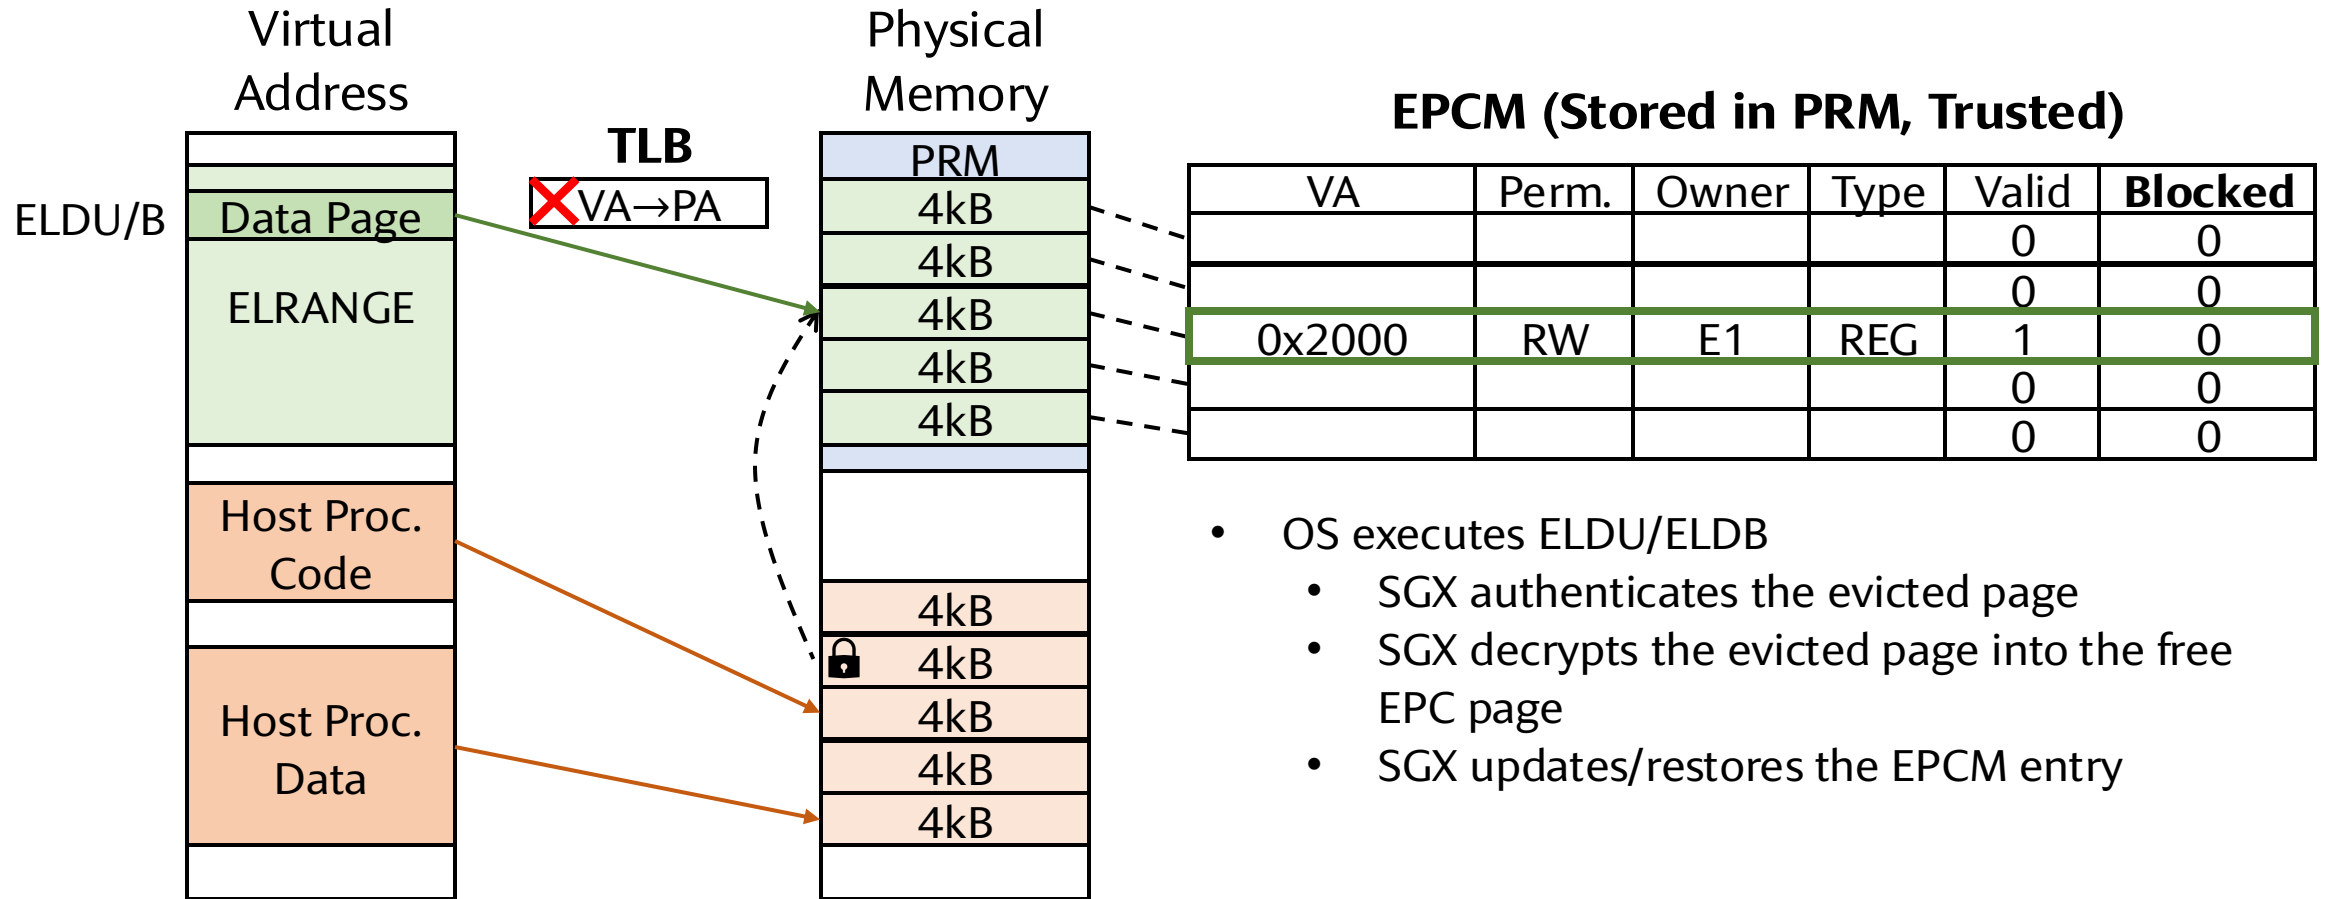 Virtual
Address
ELDU/B
Data Page
ELRANGE
Host Proc.
Code
Host Proc.
Data
TLB
VA→PA
Physical
Memory
PRM
4kB
4kB
4kB
4kB
4kB
4kB
4kB
4kB
4kB
4kB
EPCM (Stored in PRM, Trusted)
VA Perm. Owner Type Valid Blocked
0 0
0 0
0x2000 RW E1 REG 1 0
0 0
0 0
• OS executes ELDU/ELDB
• SGX authenticates the evicted page
• SGX decrypts the evicted page into the free
EPC page
• SGX updates/restores the EPCM entry